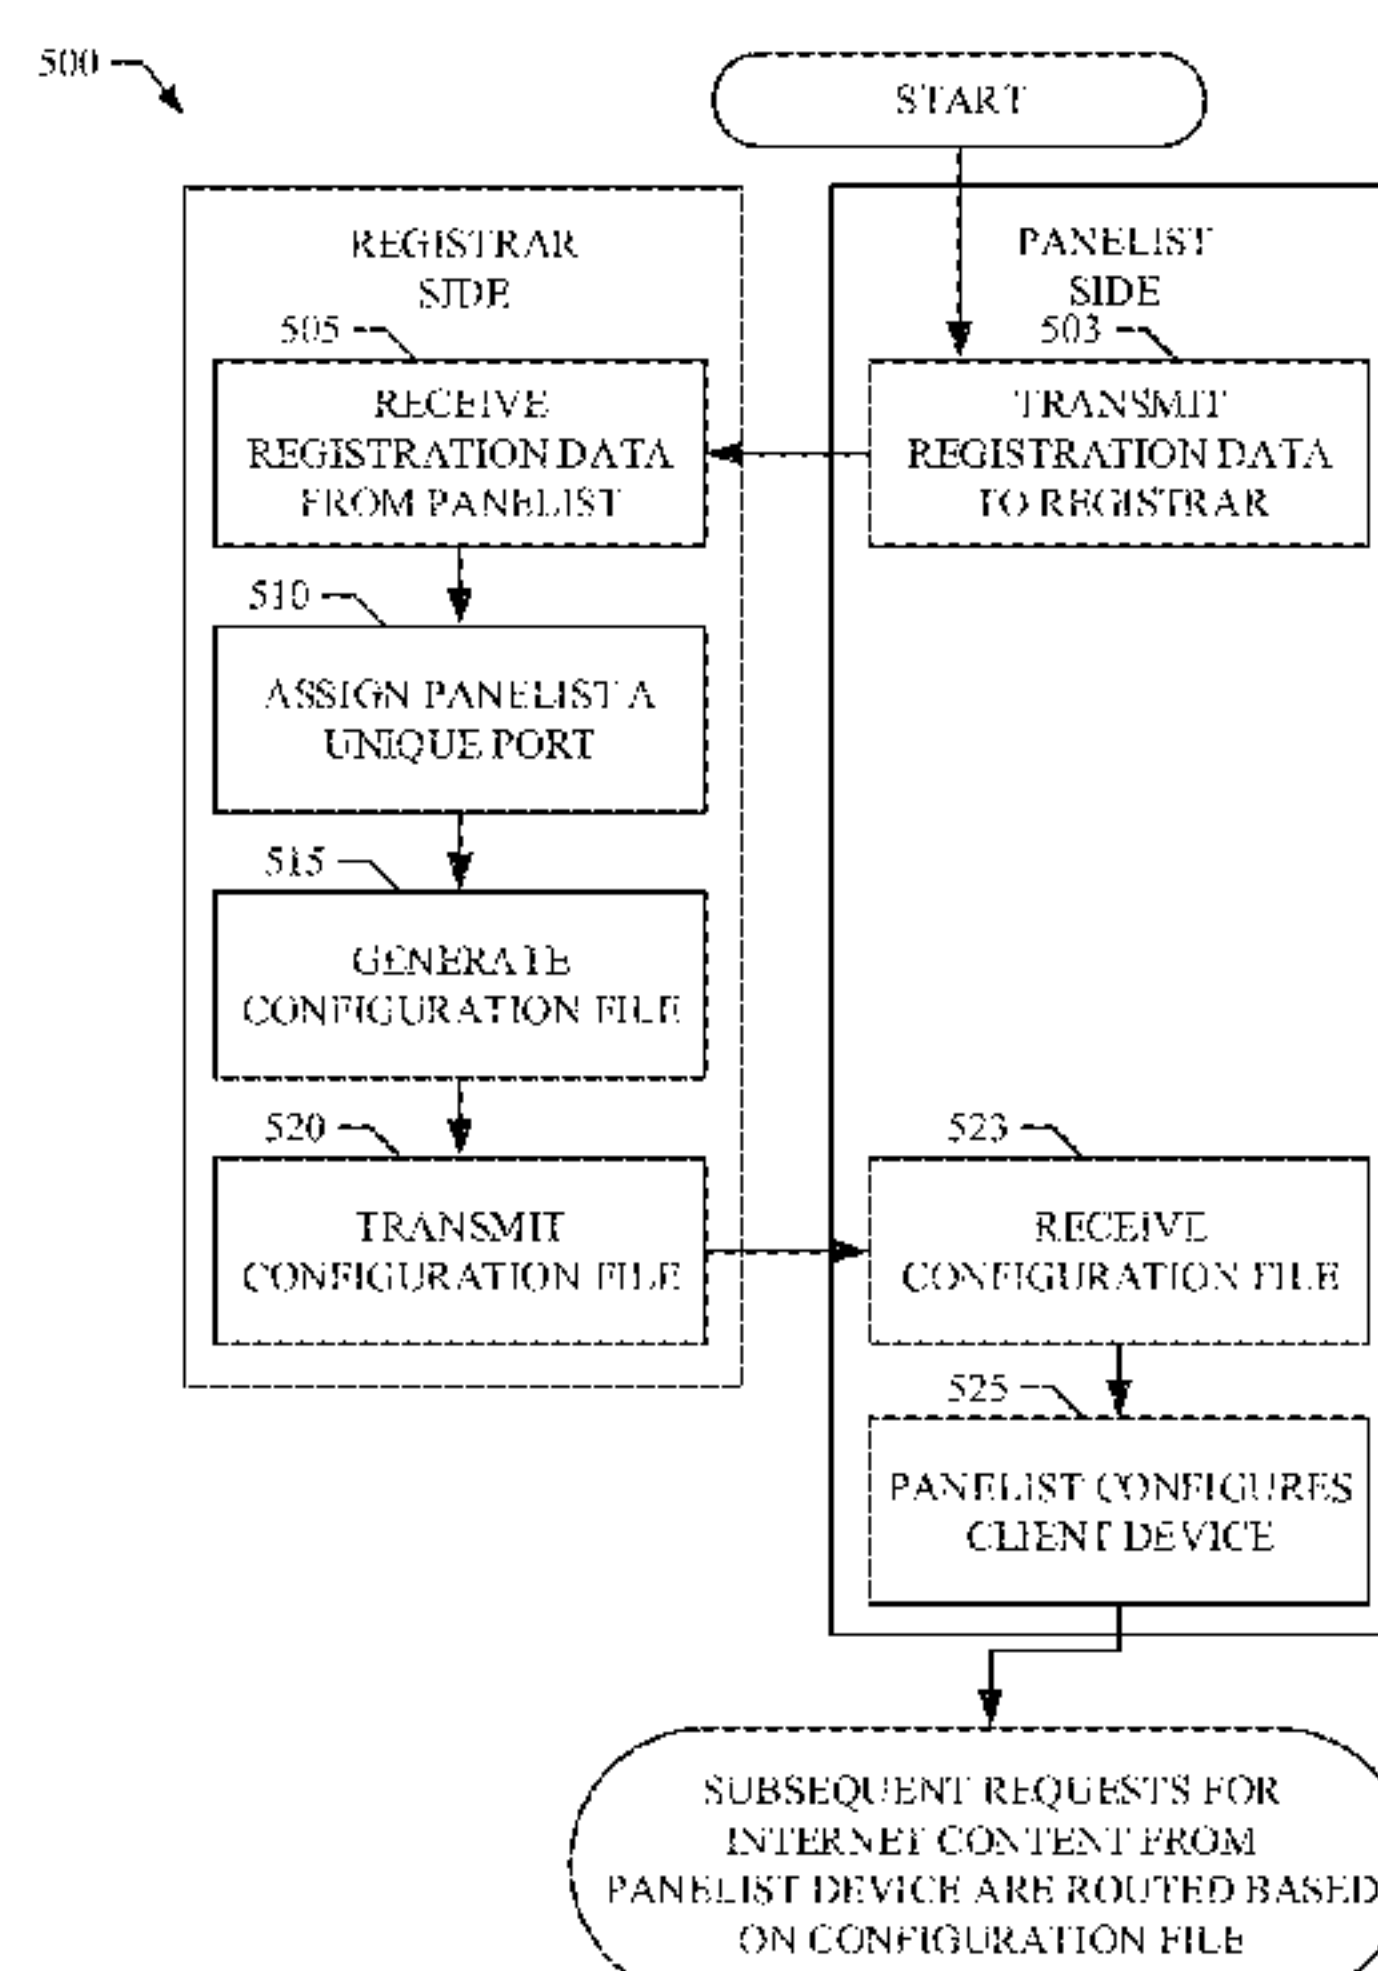 500
START
REGISTRAR
SIDE
PANELIST
SIDE
505
503
RECEIVE
REGISTRATION DATA
FROM PANELIST
TRANSMIT
REGISTRATION DATA
TO REGISTRAR
510
ASSIGN PANELIST A
UNIQUE PORT
515
GENERATE
CONFIGURATION FILE
520
TRANSMIT
CONFIGURATION FILE
523
RECEIVE
CONFIGURATION FILE
525
PANELIST CONFIGURES
CLIENT DEVICE
SUBSEQUENT REQUESTS FOR
INTERNET CONTENT FROM
PANELIST DEVICE ARE ROUTED BASED
ON CONFIGURATION FILE